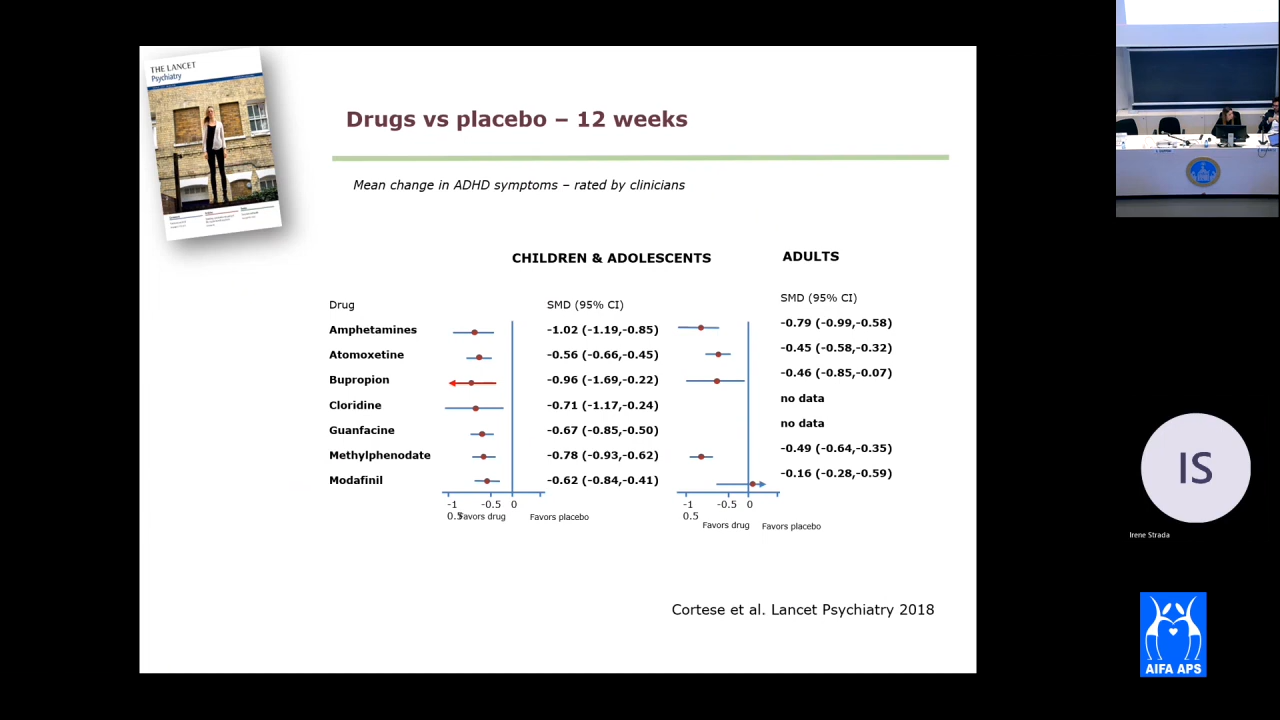 THE LANCET
Psychiatry
Drugs vs placebo – 12 weeks
Mean change in ADHD symptoms – rated by clinicians
CHILDREN & ADOLESCENTS
ADULTS
Drug
SMD (95% CI)
SMD (95% CI)
Amphetamines
-1.02 (-1.19,-0.85)
-0.79 (-0.99,-0.58)
Atomoxetine
-0.56 (-0.66,-0.45)
-0.45 (-0.58,-0.32)
Bupropion
-0.96 (-1.69,-0.22)
-0.46 (-0.85,-0.07)
Cloridine
-0.71 (-1.17,-0.24)
no data
Guanfacine
-0.67 (-0.85,-0.50)
no data
Methylphenodate
-0.78 (-0.93,-0.62)
-0.49 (-0.64,-0.35)
Modafinil
-0.62 (-0.84,-0.41)
-0.16 (-0.28,-0.59)
-1 -0.5 0
0.5
Favors drug Favors placebo
-1 -0.5 0
0.5
Favors drug Favors placebo
Cortese et al. Lancet Psychiatry 2018
IS
Irene Strada
AIFA APS